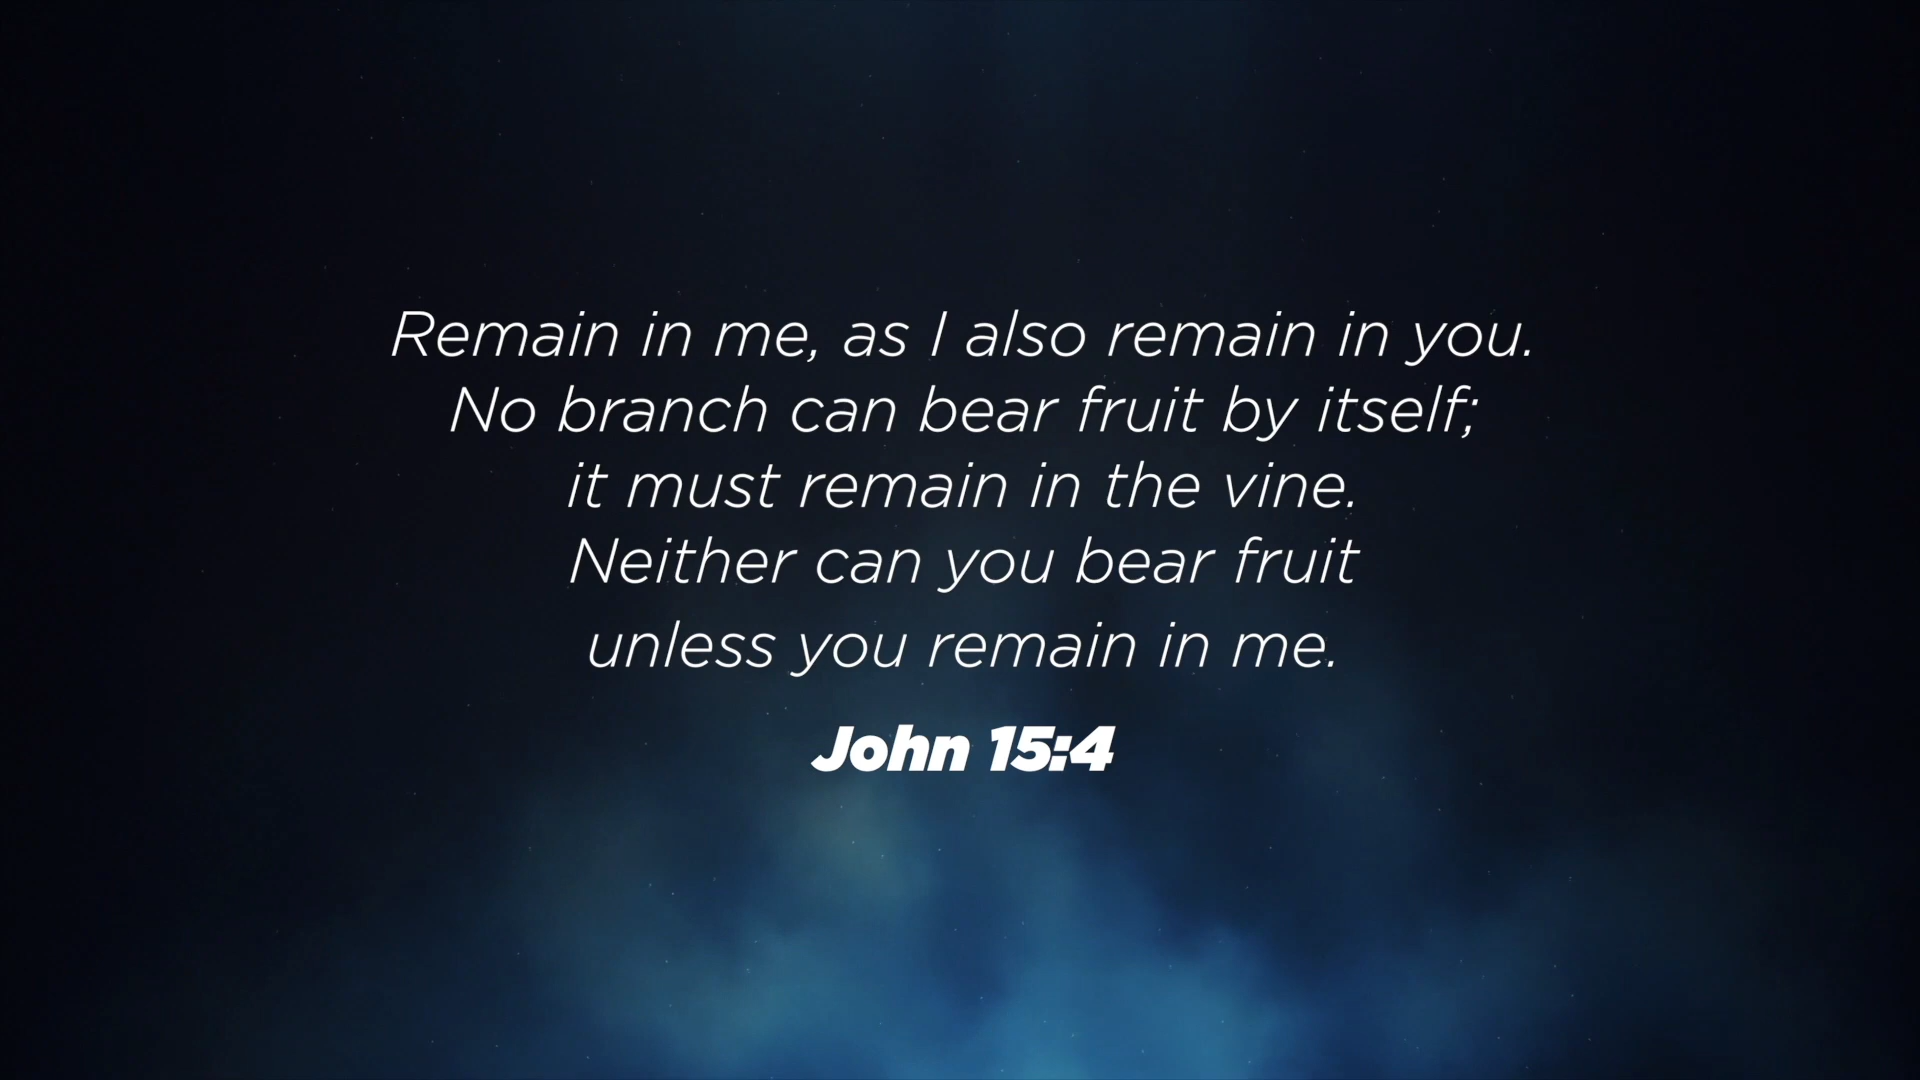 Remain in me, as I also remain in you.
No branch can bear fruit by itself;
it must remain in the vine.
Neither can you bear fruit
unless you remain in me.
John 15:4